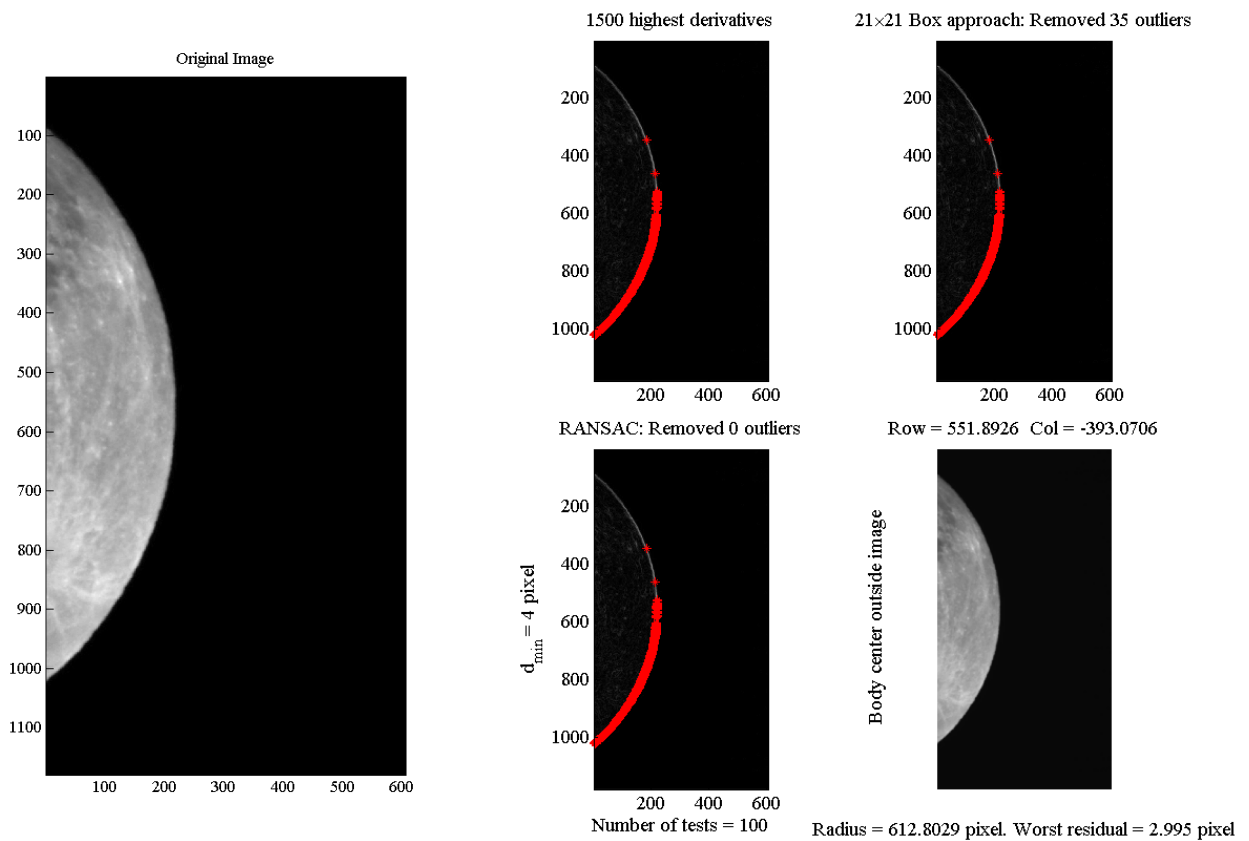 Original Image
100
200
300
400
500
600
700
800
900
1000
1100
100 200 300 400 500 600
1500 highest derivatives
200
400
600
800
1000
200 400 600
21×21 Box approach: Removed 35 outliers
200
400
600
800
1000
200 400 600
RANSAC: Removed 0 outliers
d_min = 4 pixel
200
400
600
800
1000
200 400 600
Number of tests = 100
Row = 551.8926 Col = -393.0706
Body center outside image
Radius = 612.8029 pixel. Worst residual = 2.995 pixel